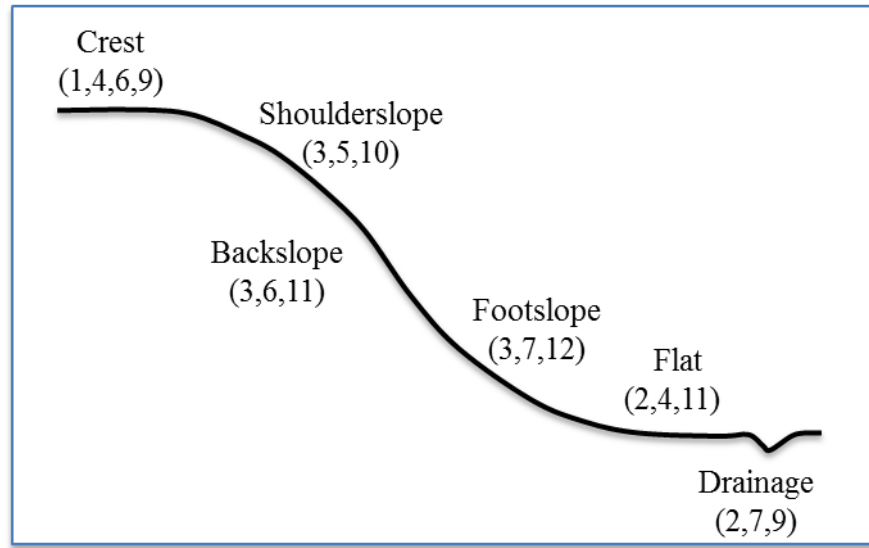 Crest
(1,4,6,9)
Shoulderslope
(3,5,10)
Backslope
(3,6,11)
Footslope
(3,7,12)
Flat
(2,4,11)
Drainage
(2,7,9)